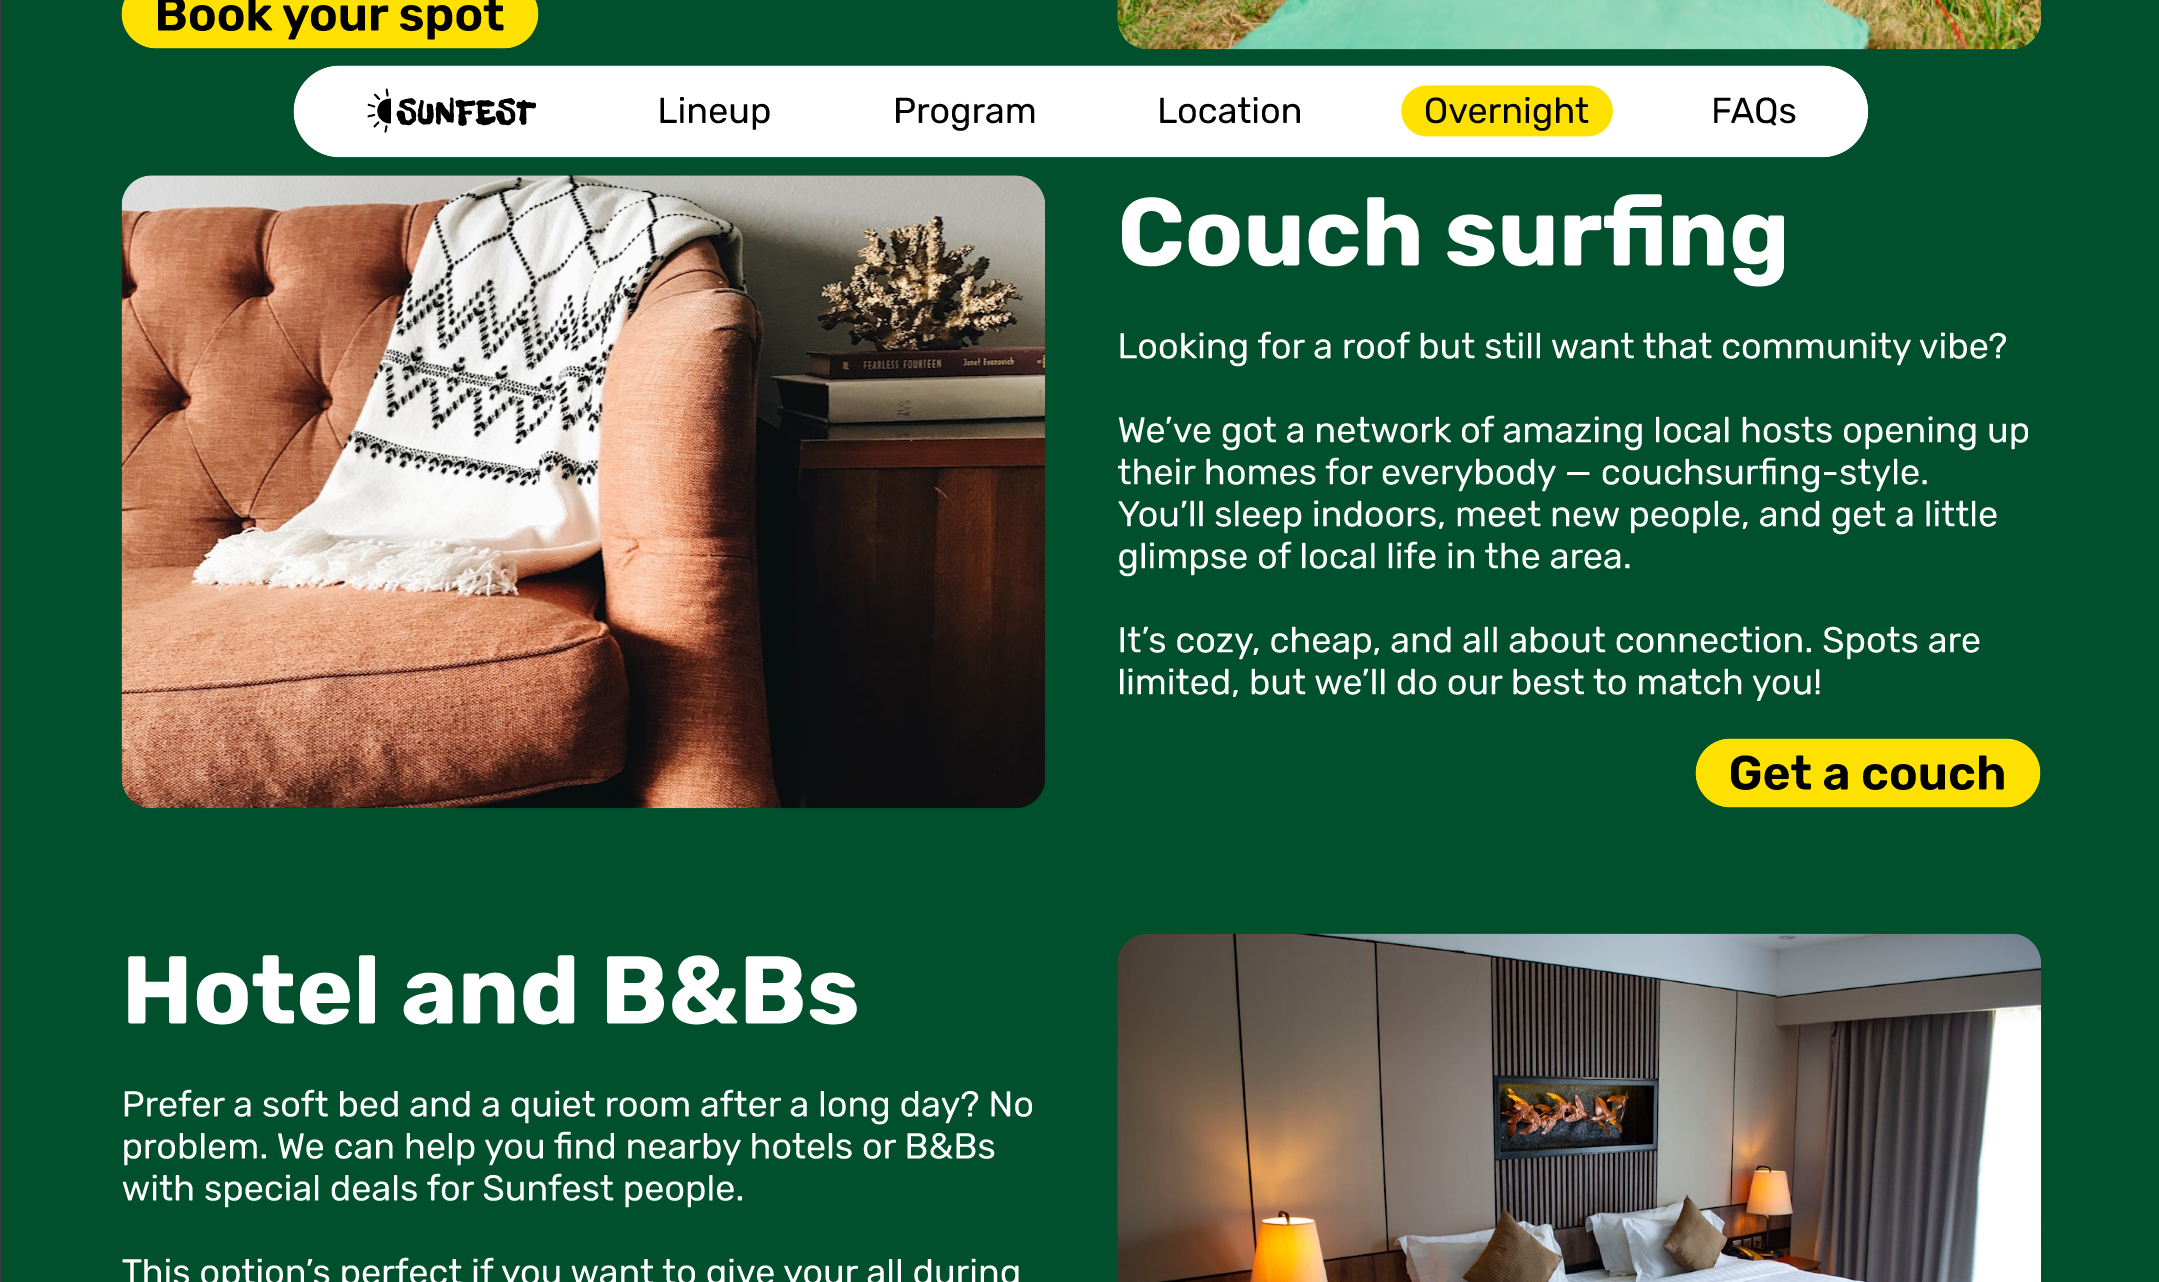 Book your spot
SUNFEST
Lineup
Program
Location
Overnight
FAQs
FEARLESS FOURTEEN Janet Evanovich
Couch surfing
Looking for a roof but still want that community vibe?
We’ve got a network of amazing local hosts opening up
their homes for everybody — couchsurfing-style.
You’ll sleep indoors, meet new people, and get a little
glimpse of local life in the area.
It’s cozy, cheap, and all about connection. Spots are
limited, but we’ll do our best to match you!
Get a couch
Hotel and B&Bs
Prefer a soft bed and a quiet room after a long day? No
problem. We can help you find nearby hotels or B&Bs
with special deals for Sunfest people.
This option’s perfect if you want to give your all during